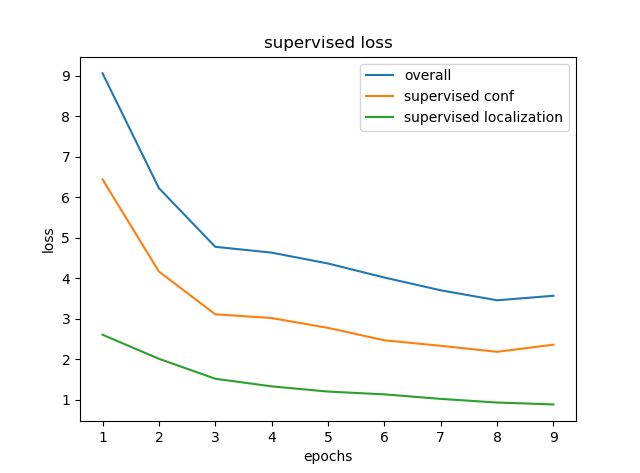 supervised loss
overall
supervised conf
supervised localization
9
8
7
6
5
4
3
2
1
loss
1 2 3 4 5 6 7 8 9
epochs